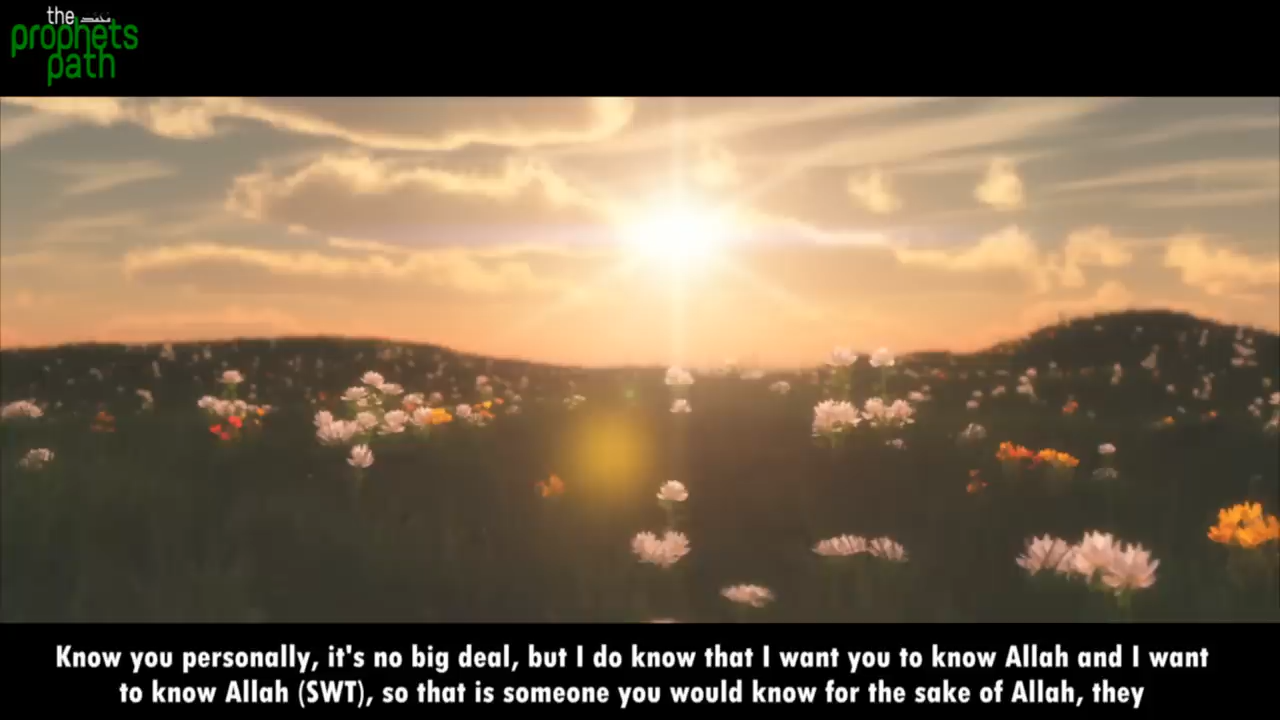 the
prophets
path
Know you personally, it's no big deal, but I do know that I want you to know Allah and I want
to know Allah (SWT), so that is someone you would know for the sake of Allah, they